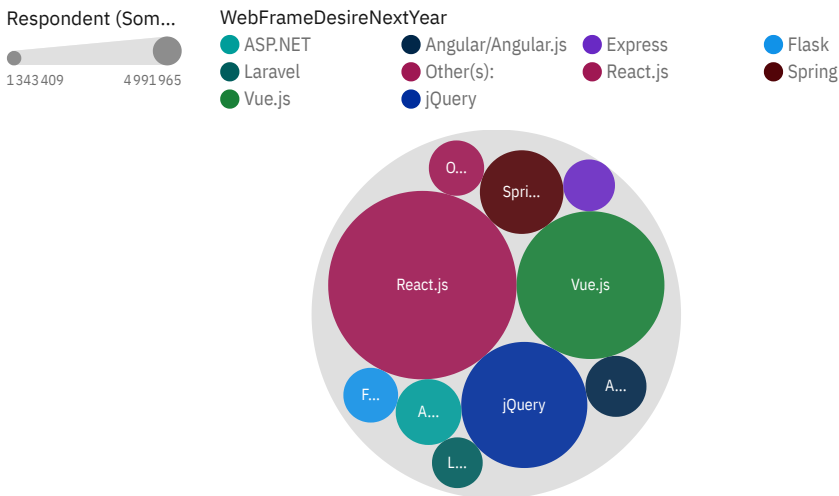 Respondent (Som...
1343409 4991965
WebFrameDesireNextYear
ASP.NET Angular/Angular.js Express Flask
Laravel Other(s): React.js Spring
Vue.js jQuery
O...
Spri...
React.js
Vue.js
F...
A...
jQuery
A...
L...